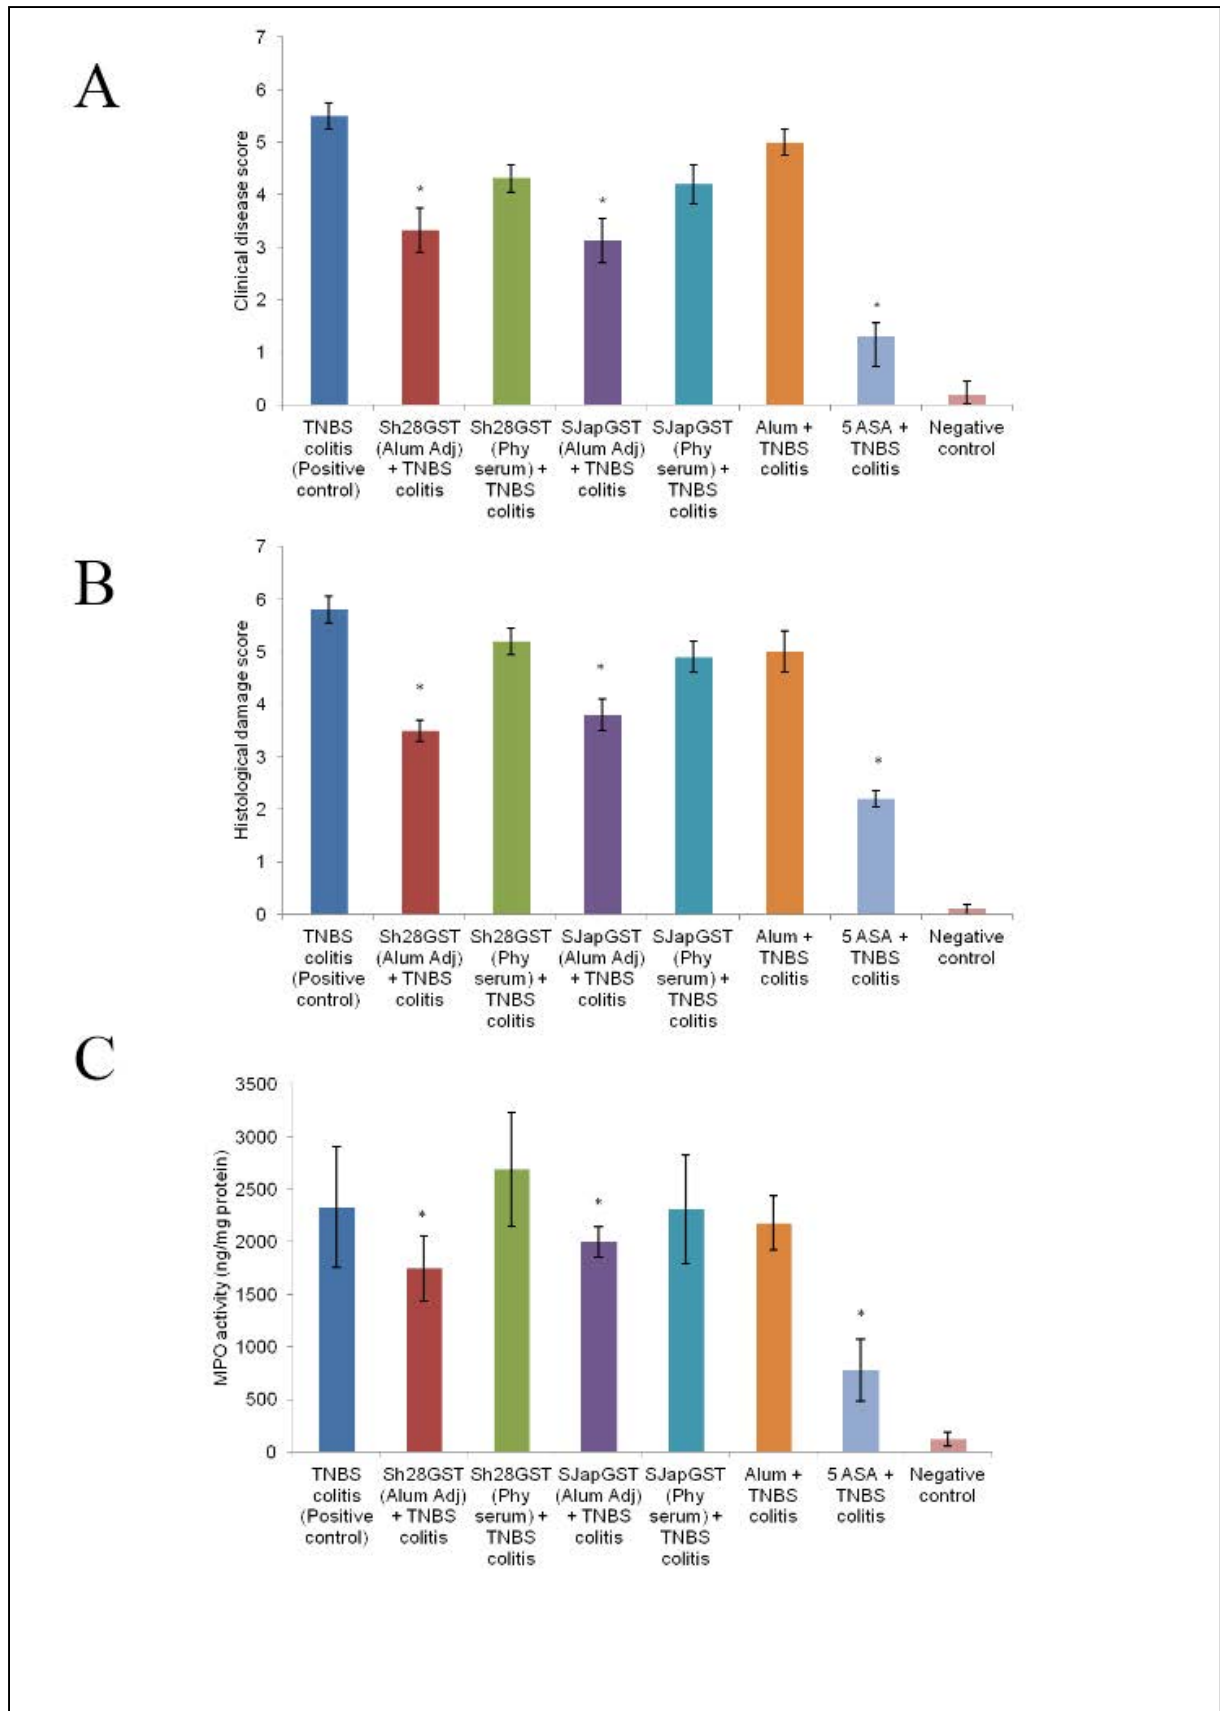 A
7
6
5
4
3
2
1
0
Clinical disease score
*
*
*
TNBS colitis (Positive control)
Sh28GST (Alum Adj) + TNBS colitis
Sh28GST (Phy serum) + TNBS colitis
SJapGST (Alum Adj) + TNBS colitis
SJapGST (Phy serum) + TNBS colitis
Alum + TNBS colitis
5 ASA + TNBS colitis
Negative control
B
7
6
5
4
3
2
1
0
Histological damage score
*
*
*
TNBS colitis (Positive control)
Sh28GST (Alum Adj) + TNBS colitis
Sh28GST (Phy serum) + TNBS colitis
SJapGST (Alum Adj) + TNBS colitis
SJapGST (Phy serum) + TNBS colitis
Alum + TNBS colitis
5 ASA + TNBS colitis
Negative control
C
3500
3000
2500
2000
1500
1000
500
0
MPO activity (ng/mg protein)
*
*
*
TNBS colitis (Positive control)
Sh28GST (Alum Adj) + TNBS colitis
Sh28GST (Phy serum) + TNBS colitis
SJapGST (Alum Adj) + TNBS colitis
SJapGST (Phy serum) + TNBS colitis
Alum + TNBS colitis
5 ASA + TNBS colitis
Negative control